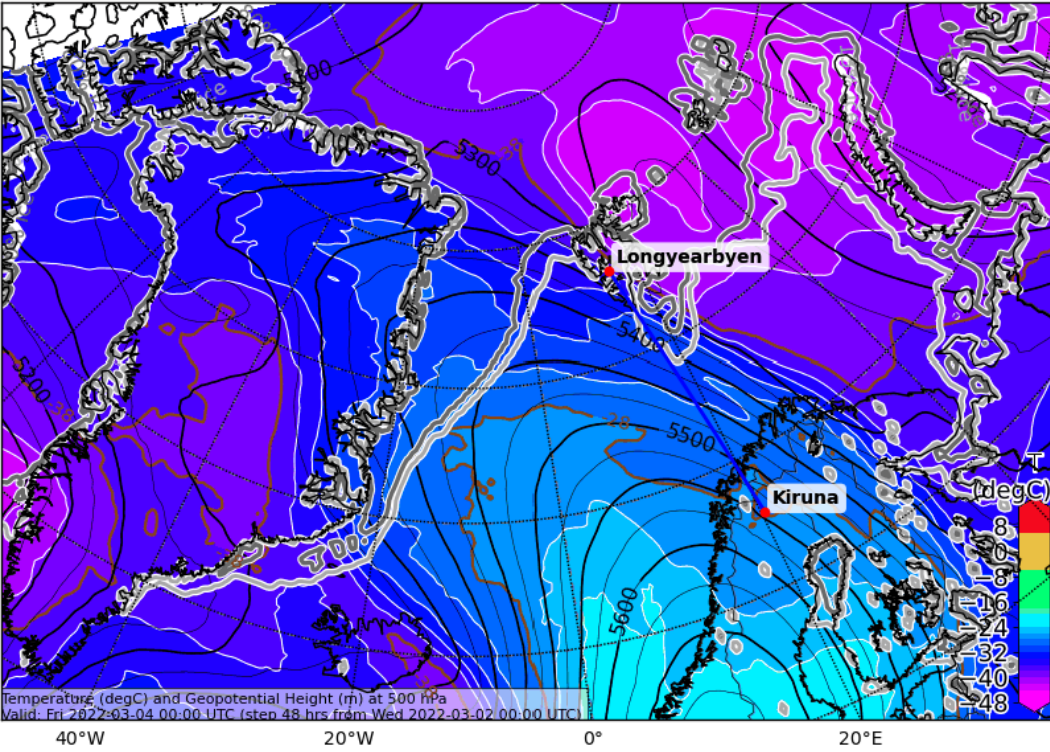 5300
ice
5300
-38
Longyearbyen
5400
5200
-38
-28
5500
Kiruna
T
(degC)
8
0
-8
-16
-24
-32
-40
-48
5600
Temperature (degC) and Geopotential Height (m) at 500 hPa
Valid: Fri 2022-03-04 00:00 UTC (step 48 hrs from Wed 2022-03-02 00:00 UTC)
40°W
20°W
0°
20°E